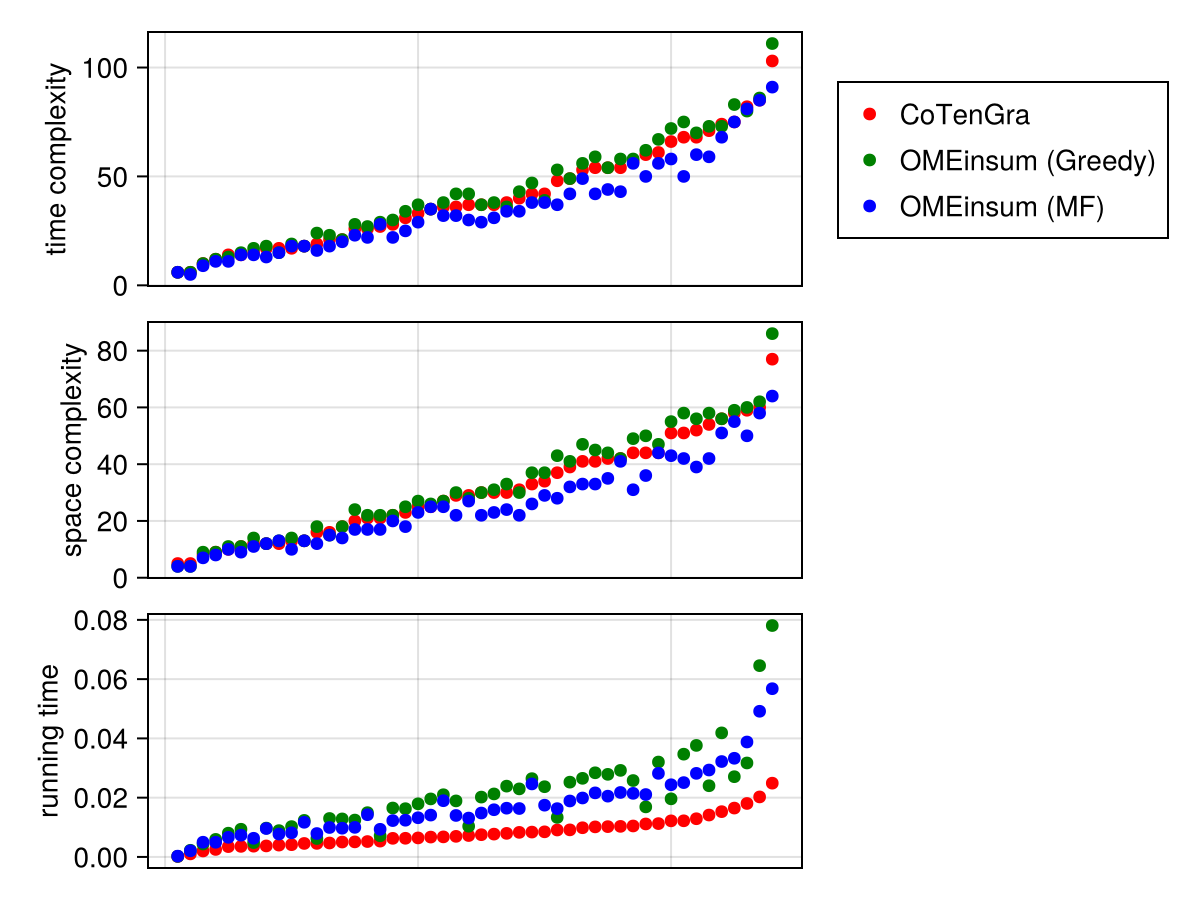 time complexity
100
50
0
CoTenGra
OMEinsum (Greedy)
OMEinsum (MF)
space complexity
80
60
40
20
0
running time
0.08
0.06
0.04
0.02
0.00